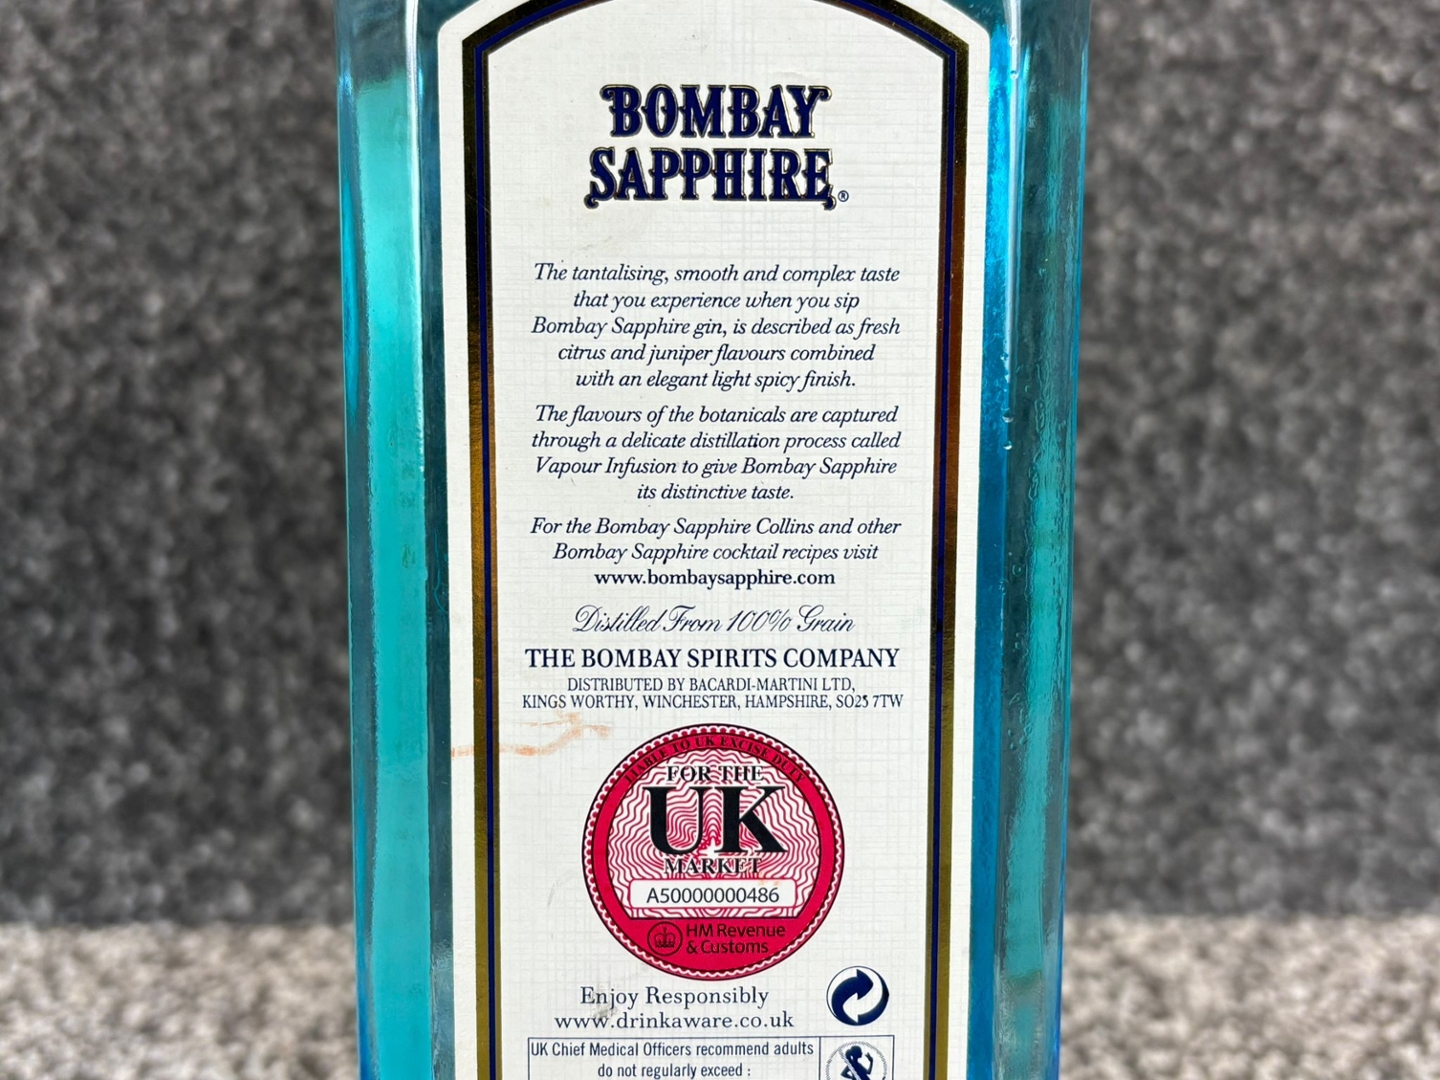 BOMBAY
SAPPHIRE®
The tantalising, smooth and complex taste
that you experience when you sip
Bombay Sapphire gin, is described as fresh
citrus and juniper flavours combined
with an elegant light spicy finish.
The flavours of the botanicals are captured
through a delicate distillation process called
Vapour Infusion to give Bombay Sapphire
its distinctive taste.
For the Bombay Sapphire Collins and other
Bombay Sapphire cocktail recipes visit
www.bombaysapphire.com
Distilled From 100% Grain
THE BOMBAY SPIRITS COMPANY
DISTRIBUTED BY BACARDI-MARTINI LTD,
KINGS WORTHY, WINCHESTER, HAMPSHIRE, SO23 7TW
LIABLE TO UK EXCISE DUTY
FOR THE
UK
MARKET
A50000000486
HM Revenue
& Customs
Enjoy Responsibly
www.drinkaware.co.uk
UK Chief Medical Officers recommend adults
do not regularly exceed :